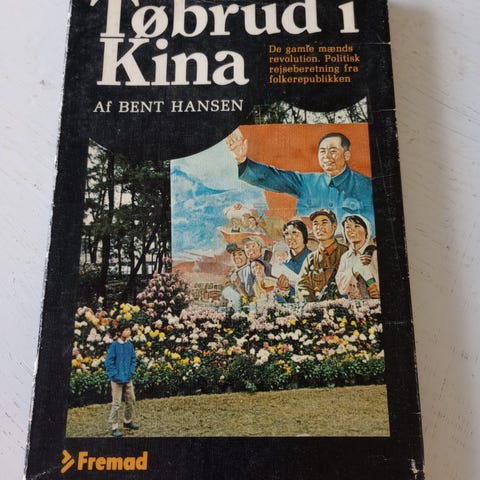 Tøbrud i
Kina
De gamle mænds
revolution. Politisk
rejseberetning fra
folkerepublikken
AF BENT HANSEN
Fremad